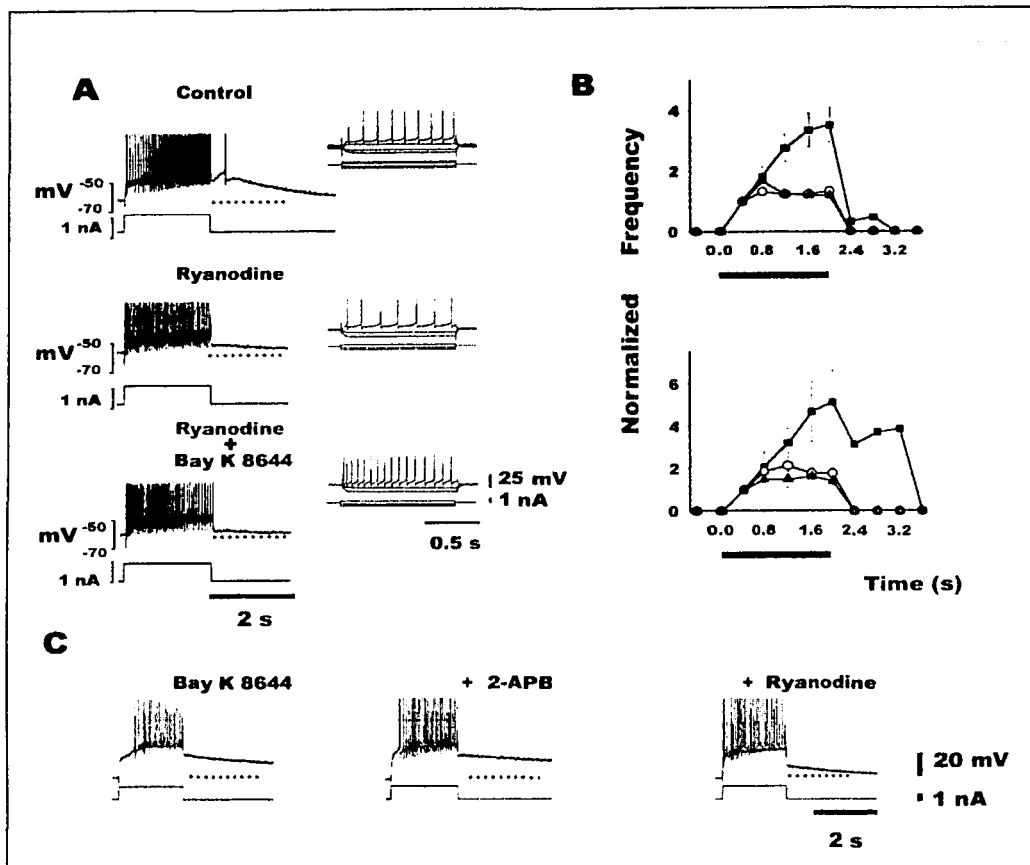 A
Control
mV
-50
-70
1 nA
Ryanodine
mV
-50
-70
1 nA
Ryanodine
+
Bay K 8644
mV
-50
-70
1 nA
2 s
25 mV
1 nA
0.5 s
B
Frequency
4
2
0
0.0 0.8 1.6 2.4 3.2
Normalized
6
4
2
0
0.0 0.8 1.6 2.4 3.2
Time (s)
C
Bay K 8644
+ 2-APB
+ Ryanodine
20 mV
1 nA
2 s